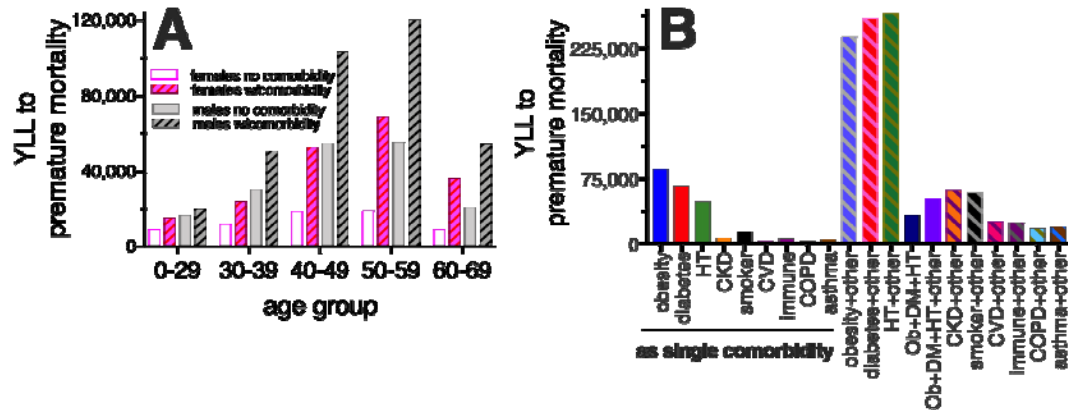 A
YLL to
premature mortality
120,000
80,000
40,000
0
females no comorbidity
females w/comorbidity
males no comorbidity
males w/comorbidity
0-29
30-39
40-49
50-59
60-69
age group
B
YLL to
premature mortality
225,000
150,000
75,000
0
obesity
diabetes
HT
CKD
smoker
CVD
Immune
COPD
asthma
obesity+other
diabetes+other
HT+other
Ob+DM+HT
Ob+DM+HT+other
CKD+other
smoker+other
CVD+other
Immune+other
COPD+other
asthma+other
as single comorbidity